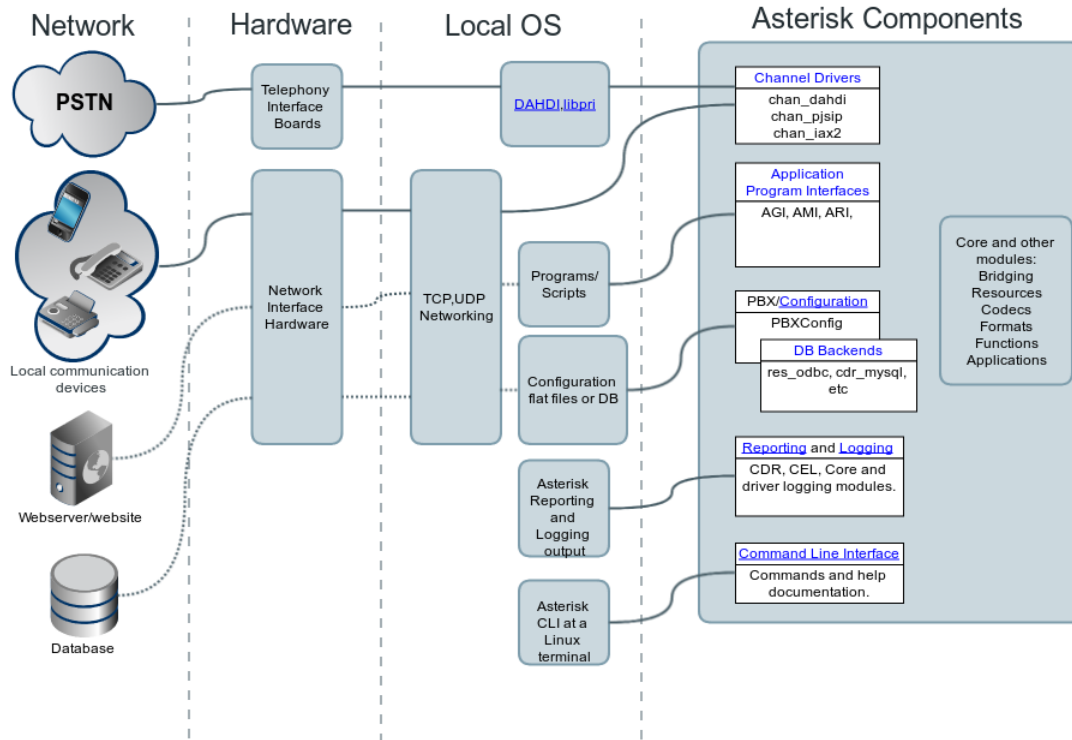 Network
Hardware
Local OS
Asterisk Components
PSTN
Telephony
Interface
Boards
DAHDI,libpri
Channel Drivers
chan_dahdi
chan_pjsip
chan_iax2
Local communication
devices
Network
Interface
Hardware
TCP,UDP
Networking
Programs/
Scripts
Application
Program Interfaces
AGI, AMI, ARI,
Configuration
flat files or DB
PBX/Configuration
PBXConfig
DB Backends
res_odbc, cdr_mysql,
etc
Core and other
modules:
Bridging
Resources
Codecs
Formats
Functions
Applications
Webserver/website
Asterisk
Reporting
and
Logging
output
Reporting and Logging
CDR, CEL, Core and
driver logging modules.
Database
Asterisk
CLI at a
Linux
terminal
Command Line Interface
Commands and help
documentation.